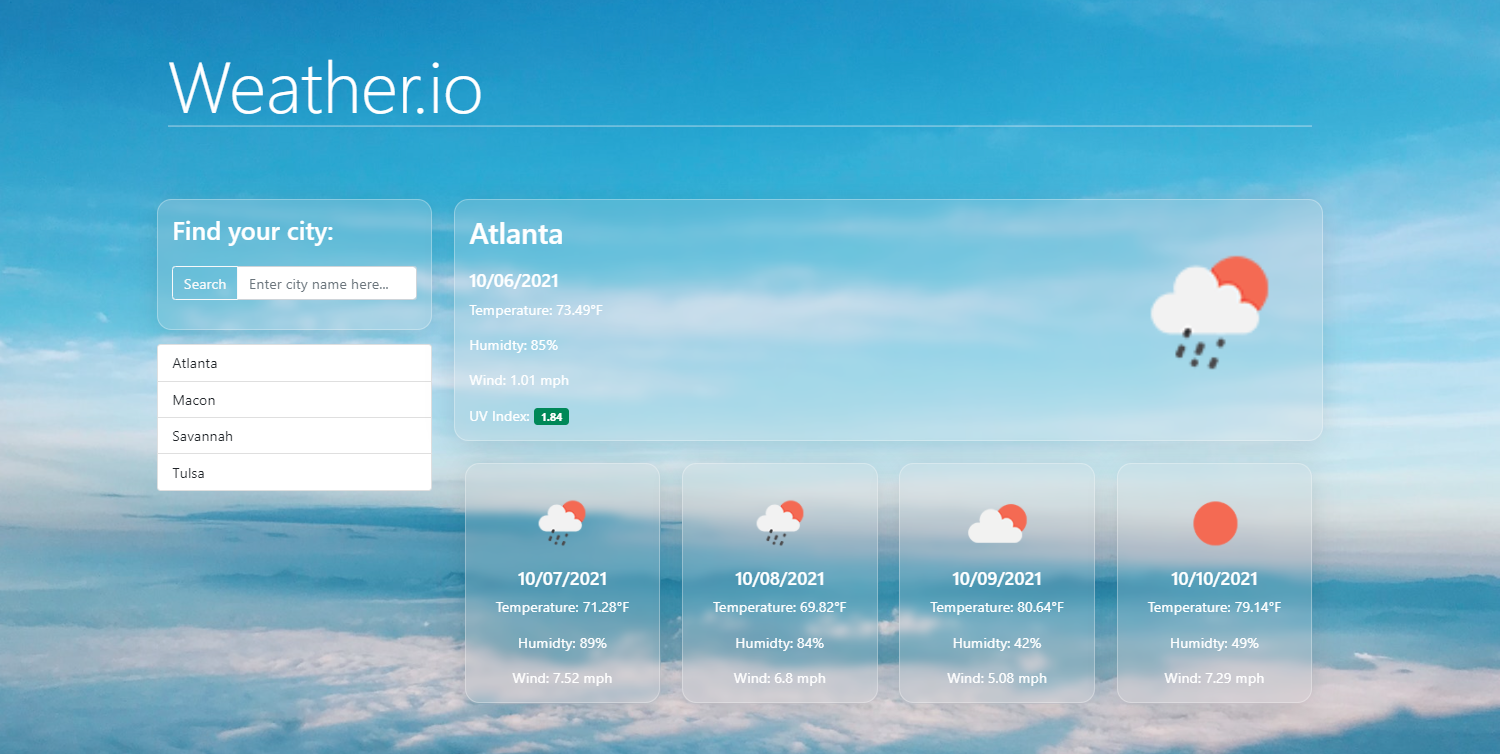 Weather.io
Find your city:
Search Enter city name here...
Atlanta
Macon
Savannah
Tulsa
Atlanta
10/06/2021
Temperature: 73.49°F
Humidty: 85%
Wind: 1.01 mph
UV Index: 1.84
10/07/2021
Temperature: 71.28°F
Humidty: 89%
Wind: 7.52 mph
10/08/2021
Temperature: 69.82°F
Humidty: 84%
Wind: 6.8 mph
10/09/2021
Temperature: 80.64°F
Humidty: 42%
Wind: 5.08 mph
10/10/2021
Temperature: 79.14°F
Humidty: 49%
Wind: 7.29 mph